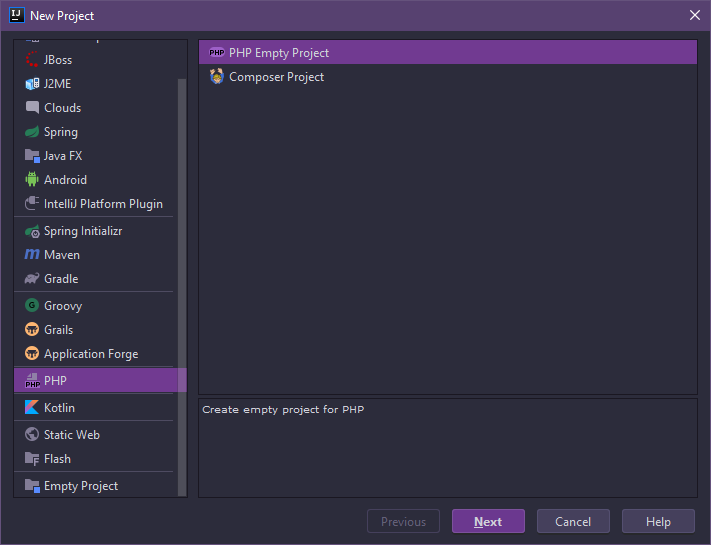 New Project
JBoss
J2ME
Clouds
Spring
Java FX
Android
IntelliJ Platform Plugin
Spring Initializr
Maven
Gradle
Groovy
Grails
Application Forge
PHP
Kotlin
Static Web
Flash
Empty Project
PHP Empty Project
Composer Project
Create empty project for PHP
Previous
Next
Cancel
Help